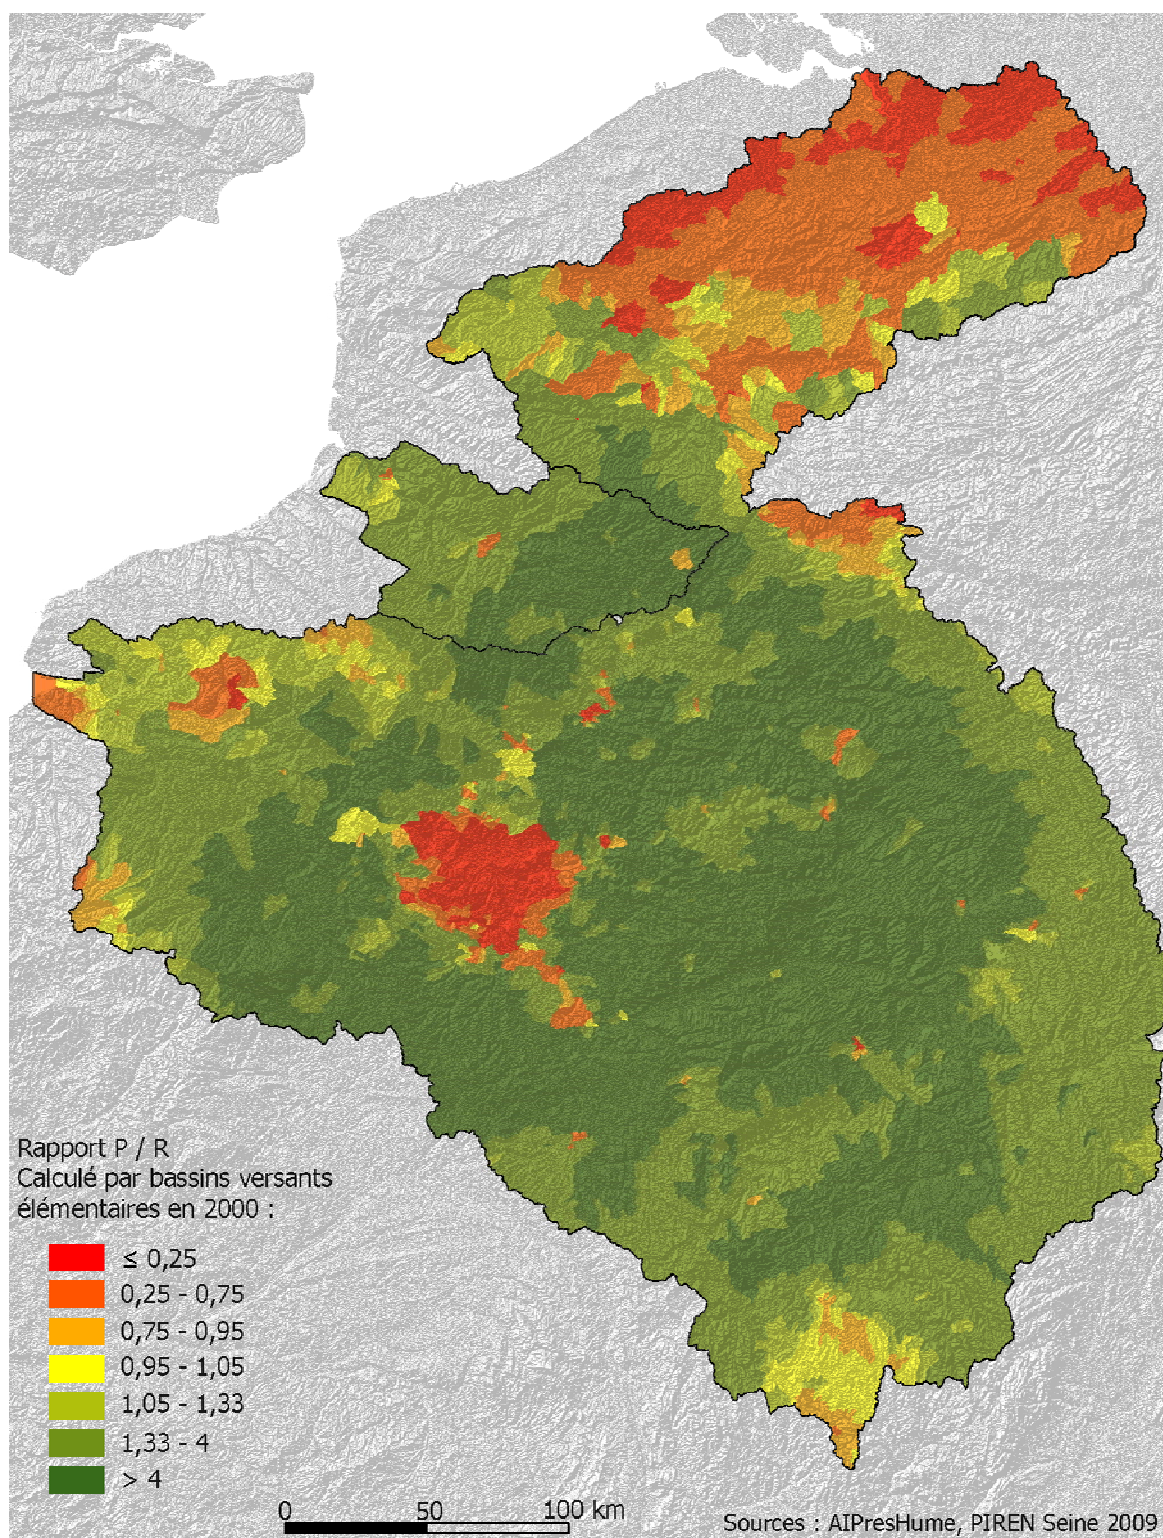 Rapport P / R
Calculé par bassins versants
élémentaires en 2000 :
≤ 0,25
0,25 - 0,75
0,75 - 0,95
0,95 - 1,05
1,05 - 1,33
1,33 - 4
> 4
0 50 100 km
Sources : AIPresHume, PIREN Seine 2009